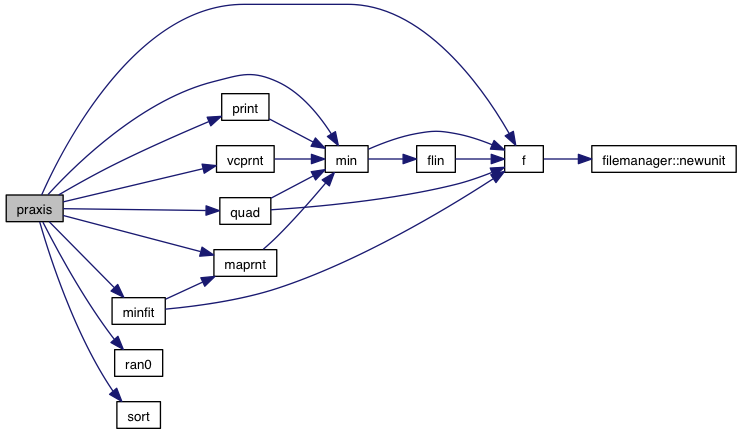 praxis
print
vcprnt
quad
maprnt
minfit
ran0
sort
min
flin
f
filemanager::newunit